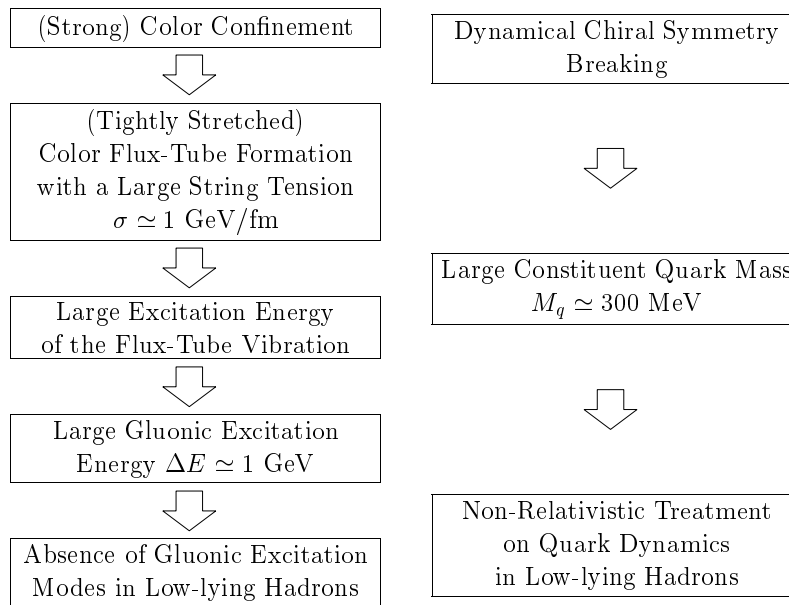 (Strong) Color Confinement
(Tightly Stretched)
Color Flux-Tube Formation
with a Large String Tension
σ ≃ 1 GeV/fm
Large Excitation Energy
of the Flux-Tube Vibration
Large Gluonic Excitation
Energy ΔE ≃ 1 GeV
Absence of Gluonic Excitation
Modes in Low-lying Hadrons
Dynamical Chiral Symmetry
Breaking
Large Constituent Quark Mass
M_q ≃ 300 MeV
Non-Relativistic Treatment
on Quark Dynamics
in Low-lying Hadrons